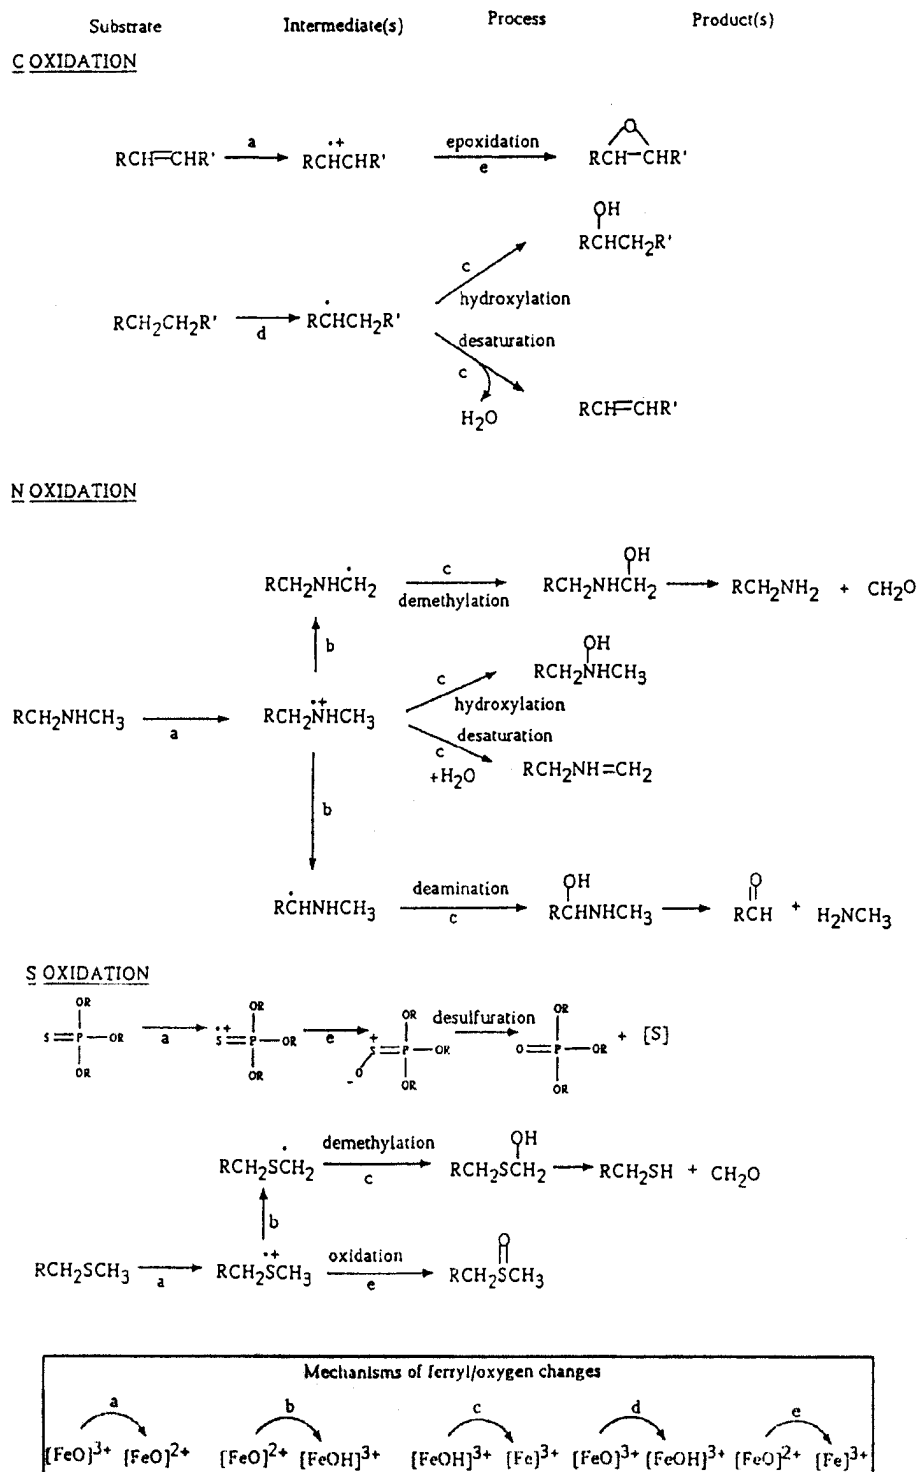 Substrate Intermediate(s) Process Product(s)
C OXIDATION
RCH=CHR' a RCHCHR' •+ epoxidation e O RCH-CHR'
OH
RCHCH2R'
c
hydroxylation
RCH2CH2R' d RCHCH2R' •
desaturation
c
H2O
RCH=CHR'
N OXIDATION
OH
RCH2NHCH2 • c demethylation RCH2NHCH2 RCH2NH2 + CH2O
b
OH
RCH2NHCH3
c
hydroxylation
RCH2NHCH3 a RCH2NHCH3 •+
desaturation
c
+H2O
RCH2NH=CH2
b
OH O
RCHNHCH3 • deamination c RCHNHCH3 RCH + H2NCH3
S OXIDATION
OR OR OR OR
S=P-OR a •+ S=P-OR e + S=P-OR desulfuration O=P-OR + [S]
O -
OR OR OR OR
OH
RCH2SCH2 • demethylation c RCH2SCH2 RCH2SH + CH2O
b
O
RCH2SCH3 a RCH2SCH3 •+ oxidation e RCH2SCH3
Mechanisms of ferryl/oxygen changes
a b c d e
[FeO]3+ [FeO]2+ [FeO]2+ [FeOH]3+ [FeOH]3+ [Fe]3+ [FeO]3+ [FeOH]3+ [FeO]2+ [Fe]3+